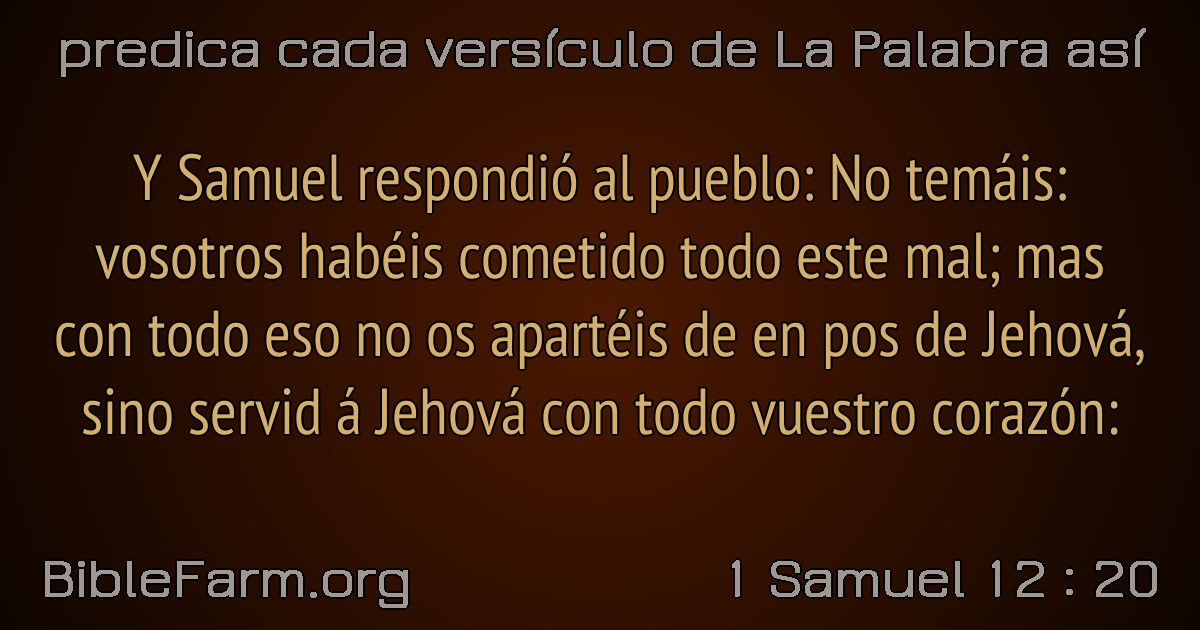 predica cada versículo de La Palabra así
Y Samuel respondió al pueblo: No temáis:
vosotros habéis cometido todo este mal; mas
con todo eso no os apartéis de en pos de Jehová,
sino servid á Jehová con todo vuestro corazón:
BibleFarm.org
1 Samuel 12 : 20